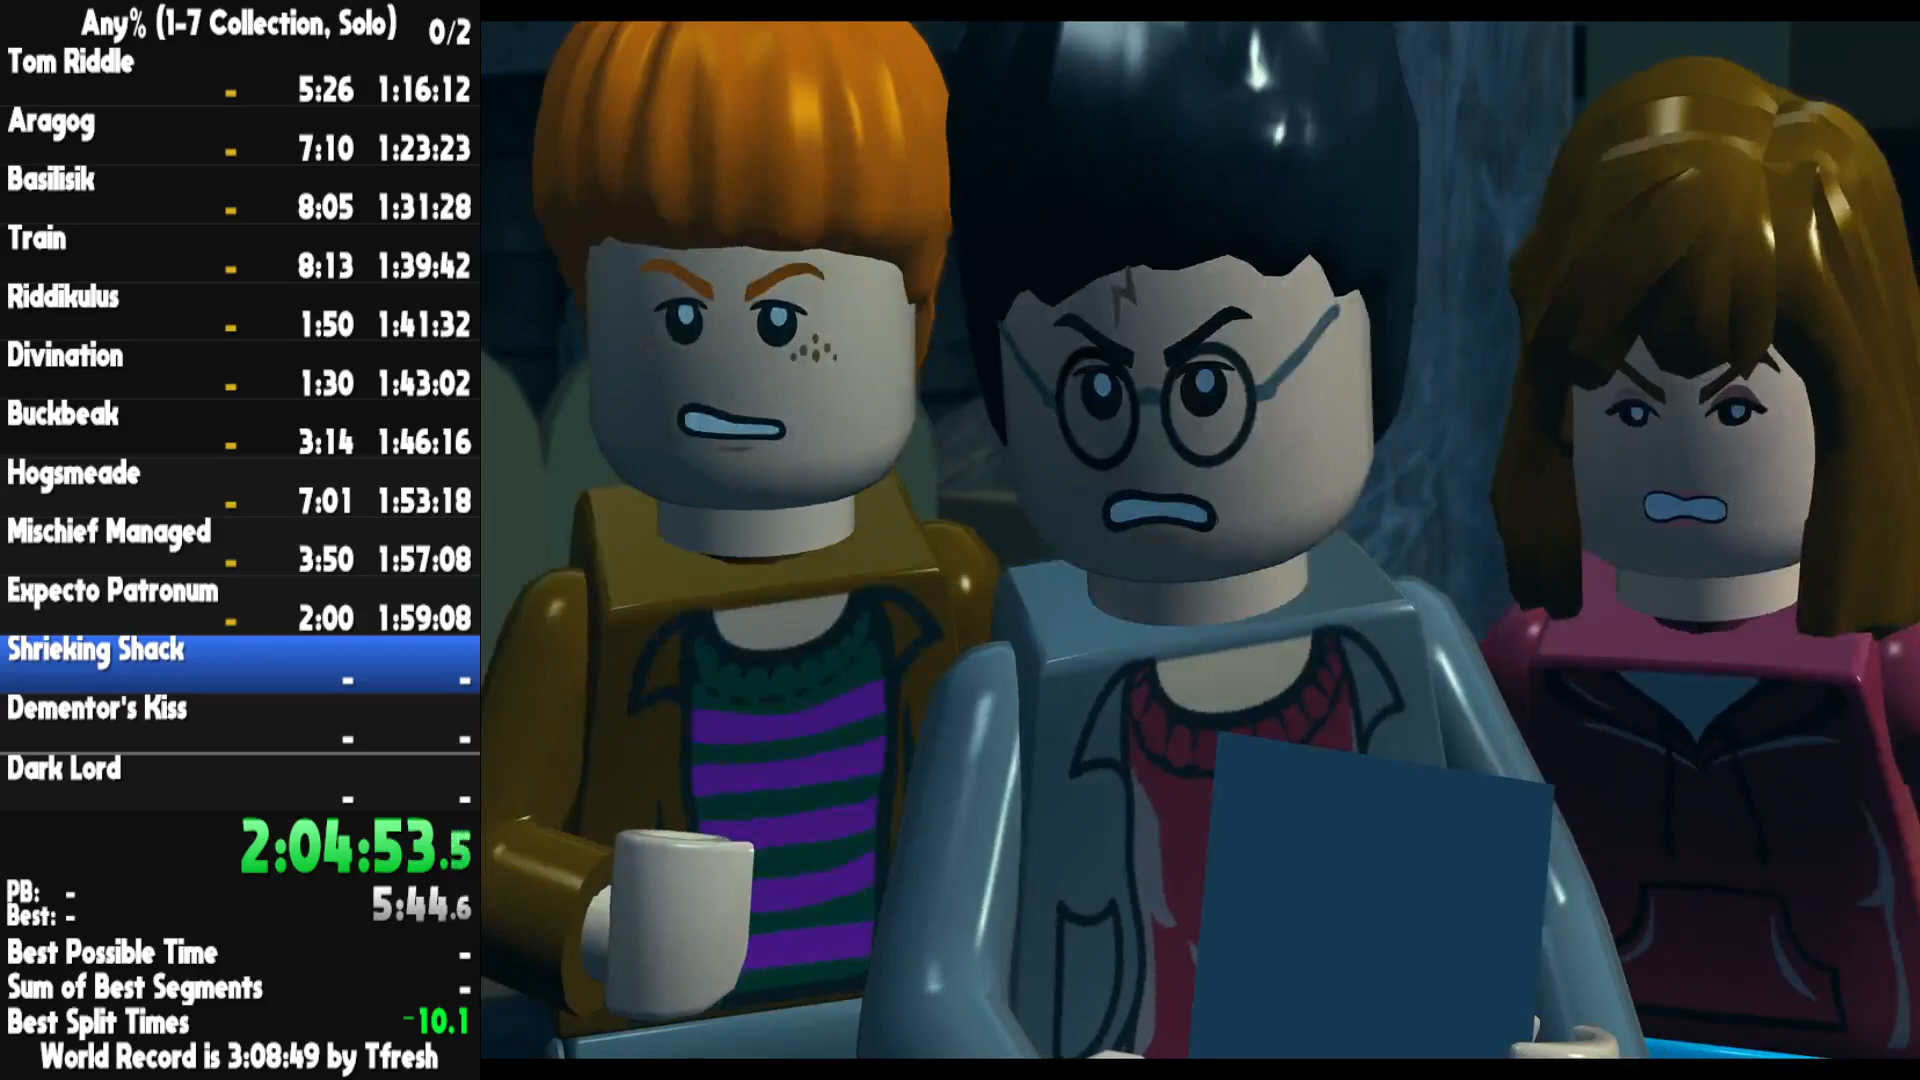 Any% (1-7 Collection, Solo) 0/2
Tom Riddle
- 5:26 1:16:12
Aragog
- 7:10 1:23:23
Basilisik
- 8:05 1:31:28
Train
- 8:13 1:39:42
Riddikulus
- 1:50 1:41:32
Divination
- 1:30 1:43:02
Buckbeak
- 3:14 1:46:16
Hogsmeade
- 7:01 1:53:18
Mischief Managed
- 3:50 1:57:08
Expecto Patronum
- 2:00 1:59:08
Shrieking Shack
- -
Dementor's Kiss
- -
Dark Lord
- -
2:04:53.5
PB: -
Best: - 5:44.6
Best Possible Time -
Sum of Best Segments -
Best Split Times -10.1
World Record is 3:08:49 by Tfresh